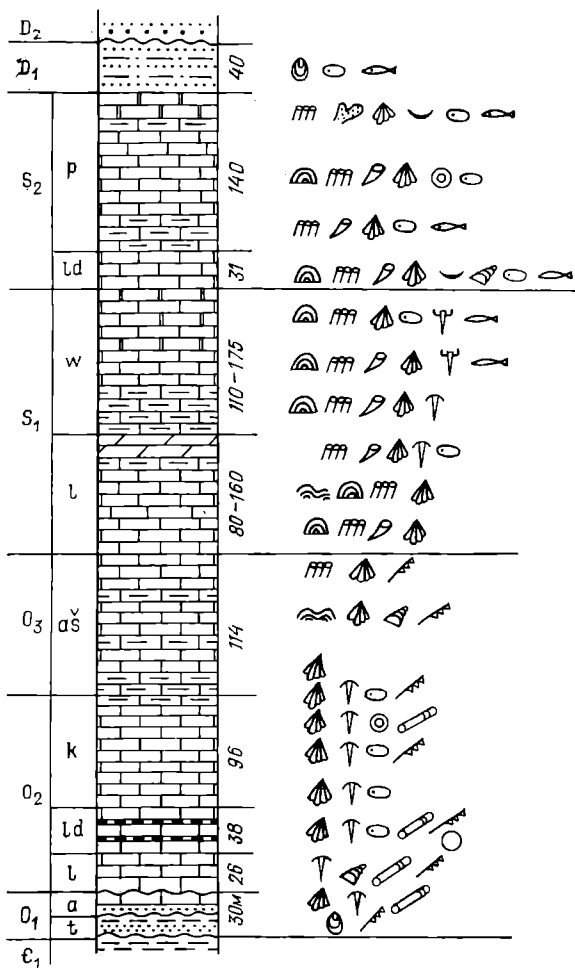 D₂
D₁ 40
S₂ p 140
ld 31
S₁ w 110-175
l 80-160
O₃ aš 114
O₂ k 96
ld 38
l 26
O₁ a 30м
t
Є₁